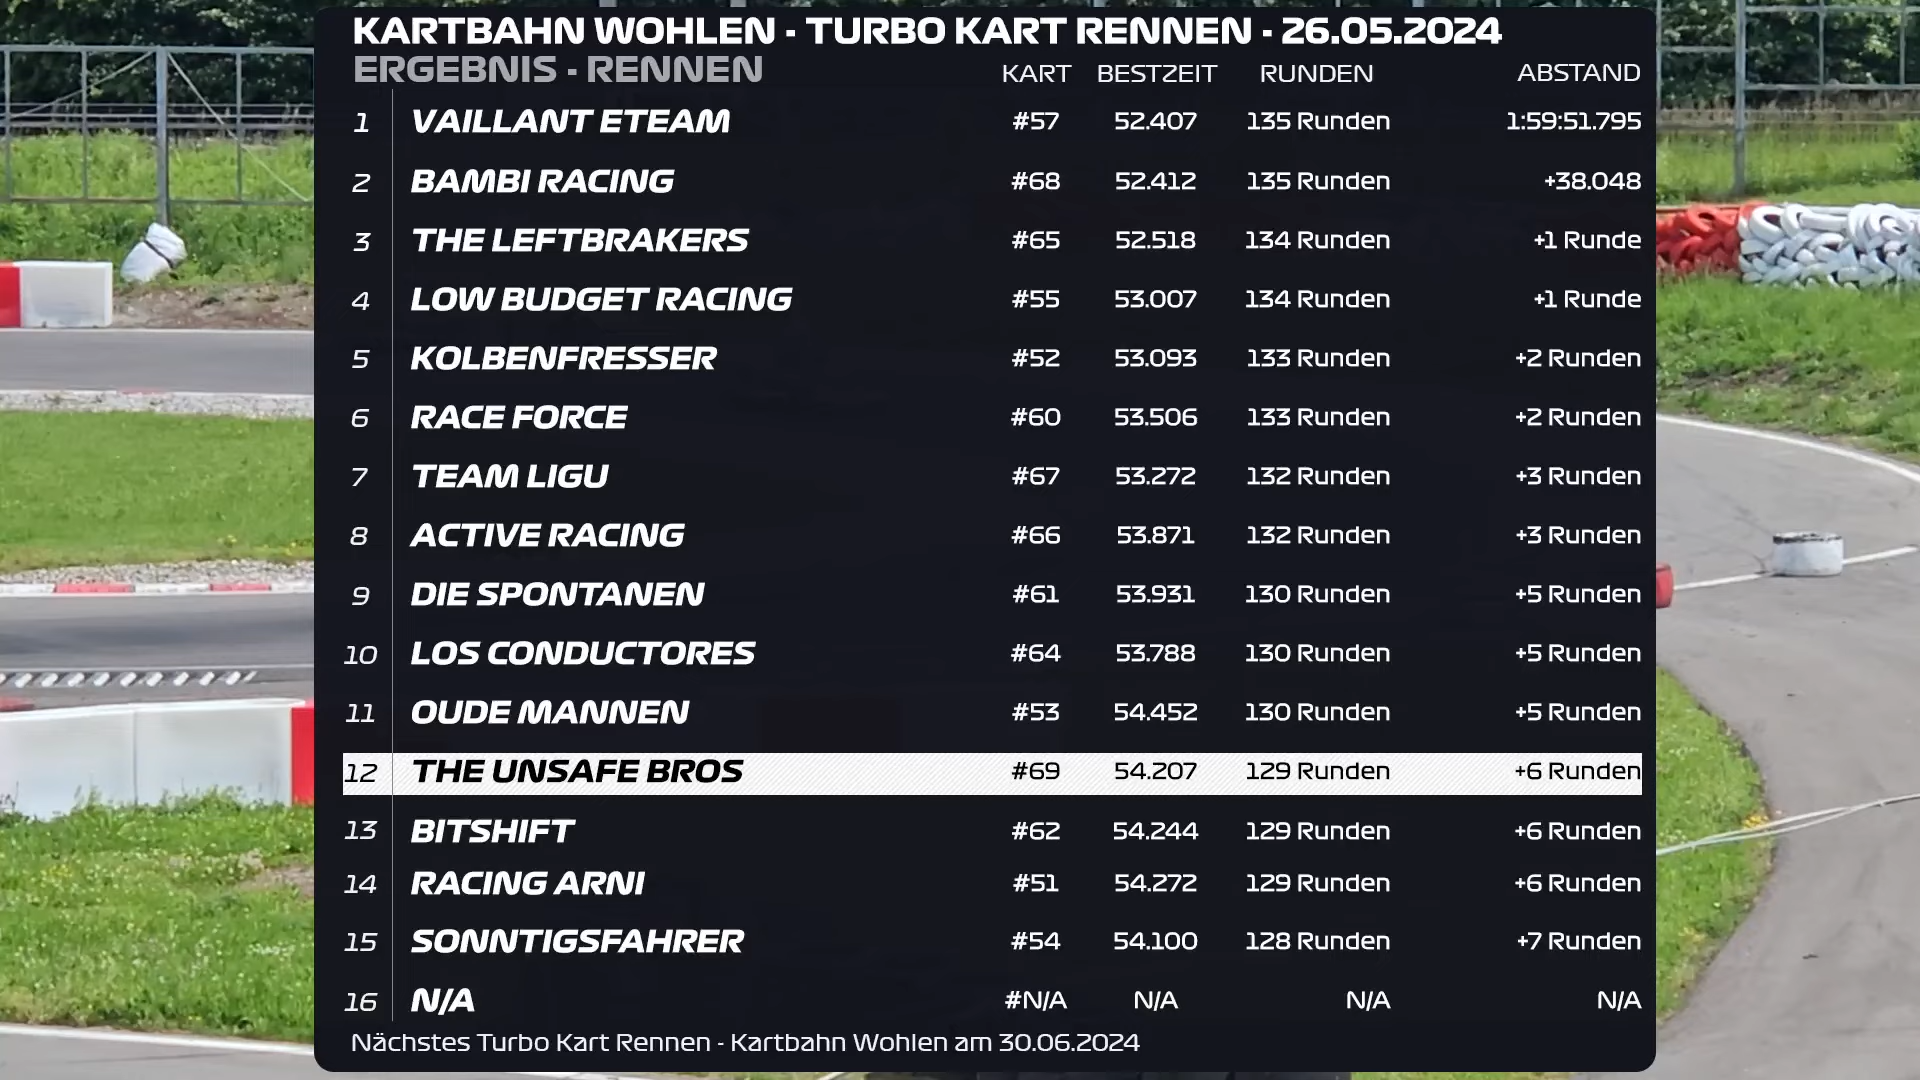 KARTBAHN WOHLEN - TURBO KART RENNEN - 26.05.2024
ERGEBNIS - RENNEN KART BESTZEIT RUNDEN ABSTAND
1 VAILLANT ETEAM #57 52.407 135 Runden 1:59:51.795
2 BAMBI RACING #68 52.412 135 Runden +38.048
3 THE LEFTBRAKERS #65 52.518 134 Runden +1 Runde
4 LOW BUDGET RACING #55 53.007 134 Runden +1 Runde
5 KOLBENFRESSER #52 53.093 133 Runden +2 Runden
6 RACE FORCE #60 53.506 133 Runden +2 Runden
7 TEAM LIGU #67 53.272 132 Runden +3 Runden
8 ACTIVE RACING #66 53.871 132 Runden +3 Runden
9 DIE SPONTANEN #61 53.931 130 Runden +5 Runden
10 LOS CONDUCTORES #64 53.788 130 Runden +5 Runden
11 OUDE MANNEN #53 54.452 130 Runden +5 Runden
12 THE UNSAFE BROS #69 54.207 129 Runden +6 Runden
13 BITSHIFT #62 54.244 129 Runden +6 Runden
14 RACING ARNI #51 54.272 129 Runden +6 Runden
15 SONNTIGSFAHRER #54 54.100 128 Runden +7 Runden
16 N/A #N/A N/A N/A N/A
Nächstes Turbo Kart Rennen - Kartbahn Wohlen am 30.06.2024